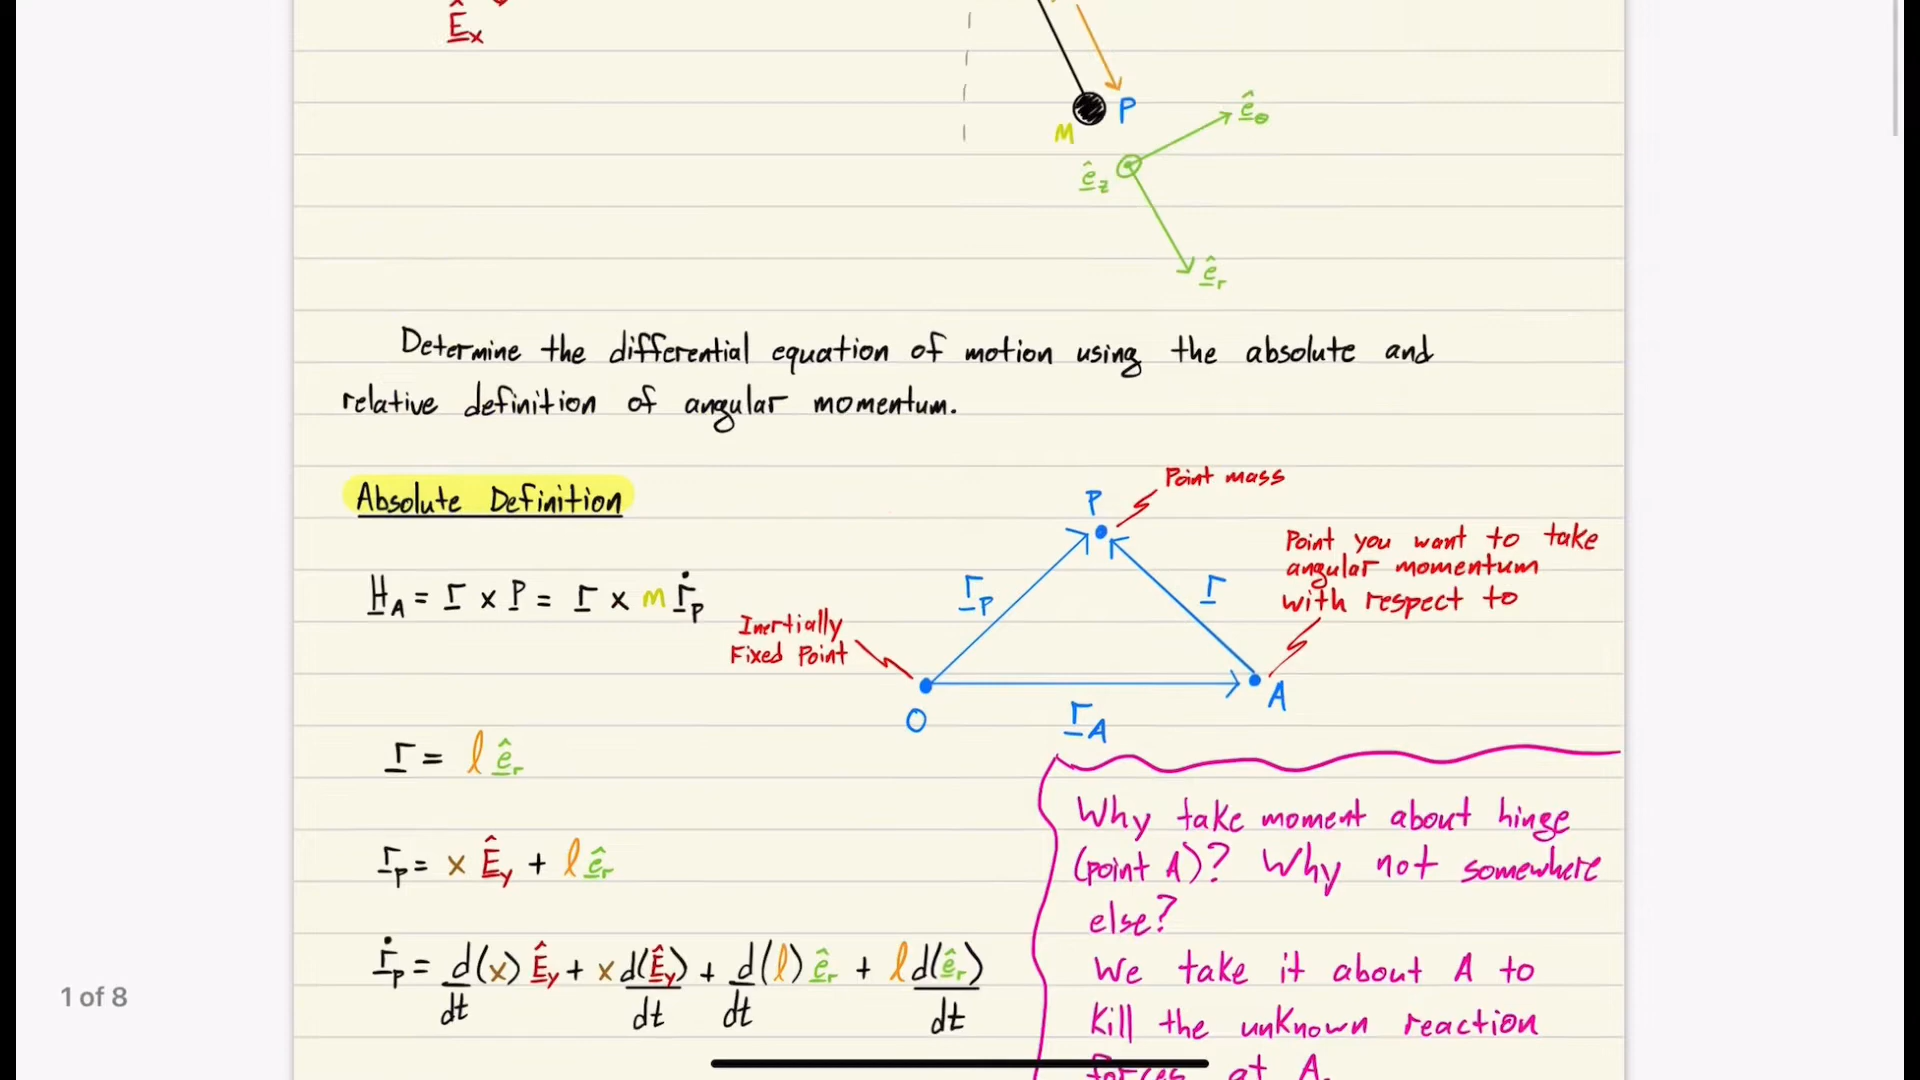 Êx
M P
ê_θ
ê_z
ê_r
Determine the differential equation of motion using the absolute and
relative definition of angular momentum.
Absolute Definition
H_A = r × P = r × m ṙ_p
P
Point mass
Point you want to take
angular momentum
with respect to
r_P
r
Inertially
Fixed Point
O
A
r_A
r = l ê_r
r_p = x Ê_y + l ê_r
ṙ_p = d(x)/dt Ê_y + x d(Ê_y)/dt + d(l)/dt ê_r + l d(ê_r)/dt
Why take moment about hinge
(point A)? Why not somewhere
else?
We take it about A to
Kill the unknown reaction
forces at A.
1 of 8